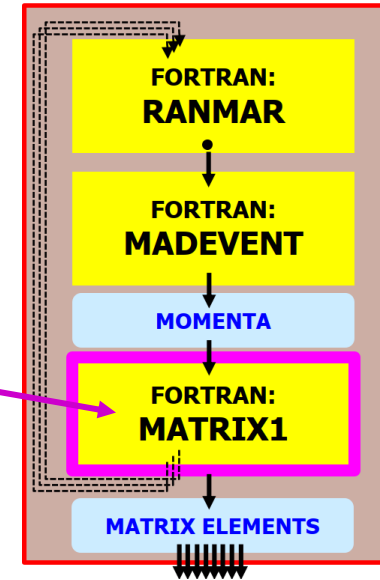 FORTRAN:
RANMAR
FORTRAN:
MADEVENT
MOMENTA
FORTRAN:
MATRIX1
MATRIX ELEMENTS